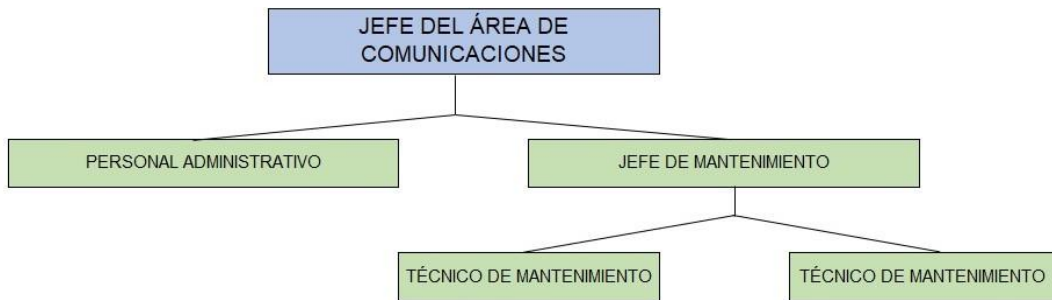 JEFE DEL ÁREA DE
COMUNICACIONES
PERSONAL ADMINISTRATIVO
JEFE DE MANTENIMIENTO
TÉCNICO DE MANTENIMIENTO
TÉCNICO DE MANTENIMIENTO